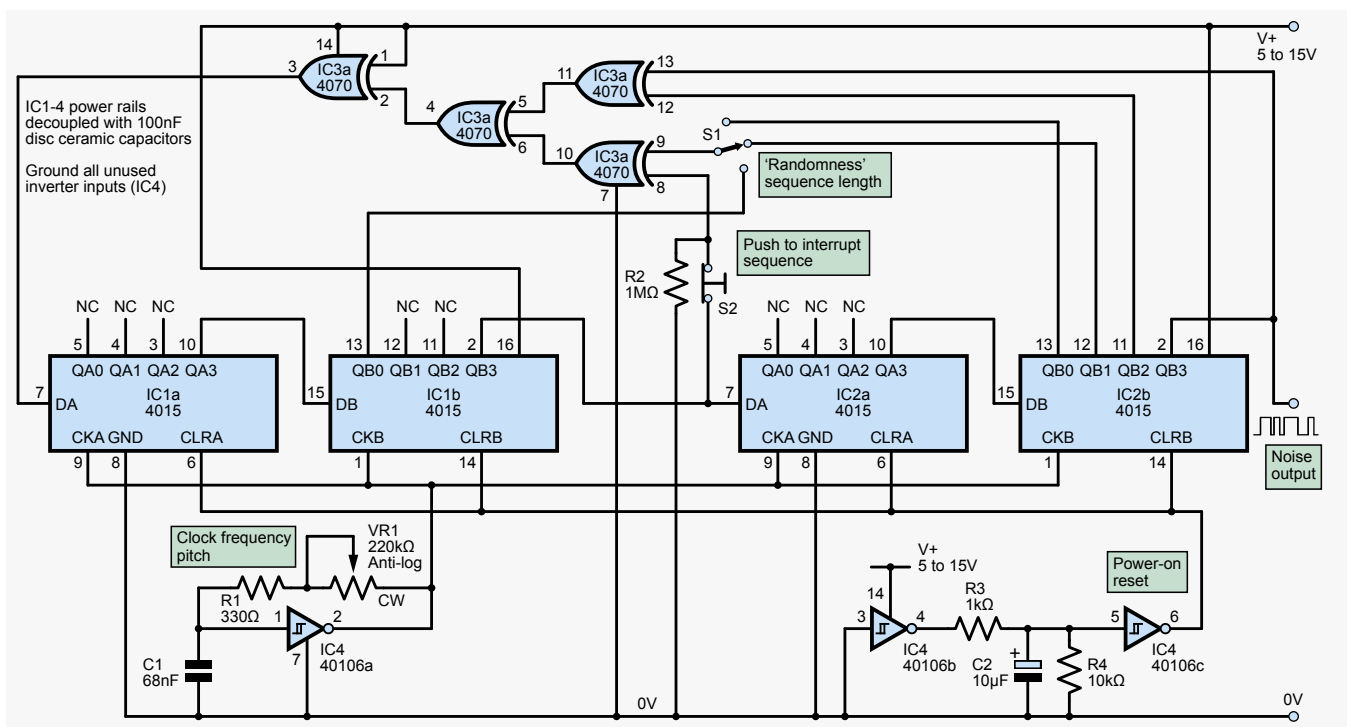 V+
5 to 15V
14
3
IC3a
4070
1
2
4
IC3a
4070
5
6
11
IC3a
4070
13
12
10
IC3a
4070
9
8
7
S1
'Randomness'
sequence length
IC1-4 power rails
decoupled with 100nF
disc ceramic capacitors
Ground all unused
inverter inputs (IC4)
Push to interrupt
sequence
R2
1MΩ
S2
NC NC NC
5 4 3 10
QA0 QA1 QA2 QA3
7
DA
IC1a
4015
CKA GND CLRA
9 8 6
NC NC
13 12 11 2 16
QB0 QB1 QB2 QB3
15
DB
IC1b
4015
CKB CLRB
1 14
NC NC NC
5 4 3 10
QA0 QA1 QA2 QA3
7
DA
IC2a
4015
CKA GND CLRA
9 8 6
13 12 11 2 16
QB0 QB1 QB2 QB3
15
DB
IC2b
4015
CKB CLRB
1 14
Noise
output
Clock frequency
pitch
VR1
220kΩ
Anti-log
CW
R1
330Ω
1
2
7
IC4
40106a
C1
68nF
V+
5 to 15V
14
3
4
IC4
40106b
R3
1kΩ
+
C2
10µF
R4
10kΩ
Power-on
reset
5
6
IC4
40106c
0V
0V